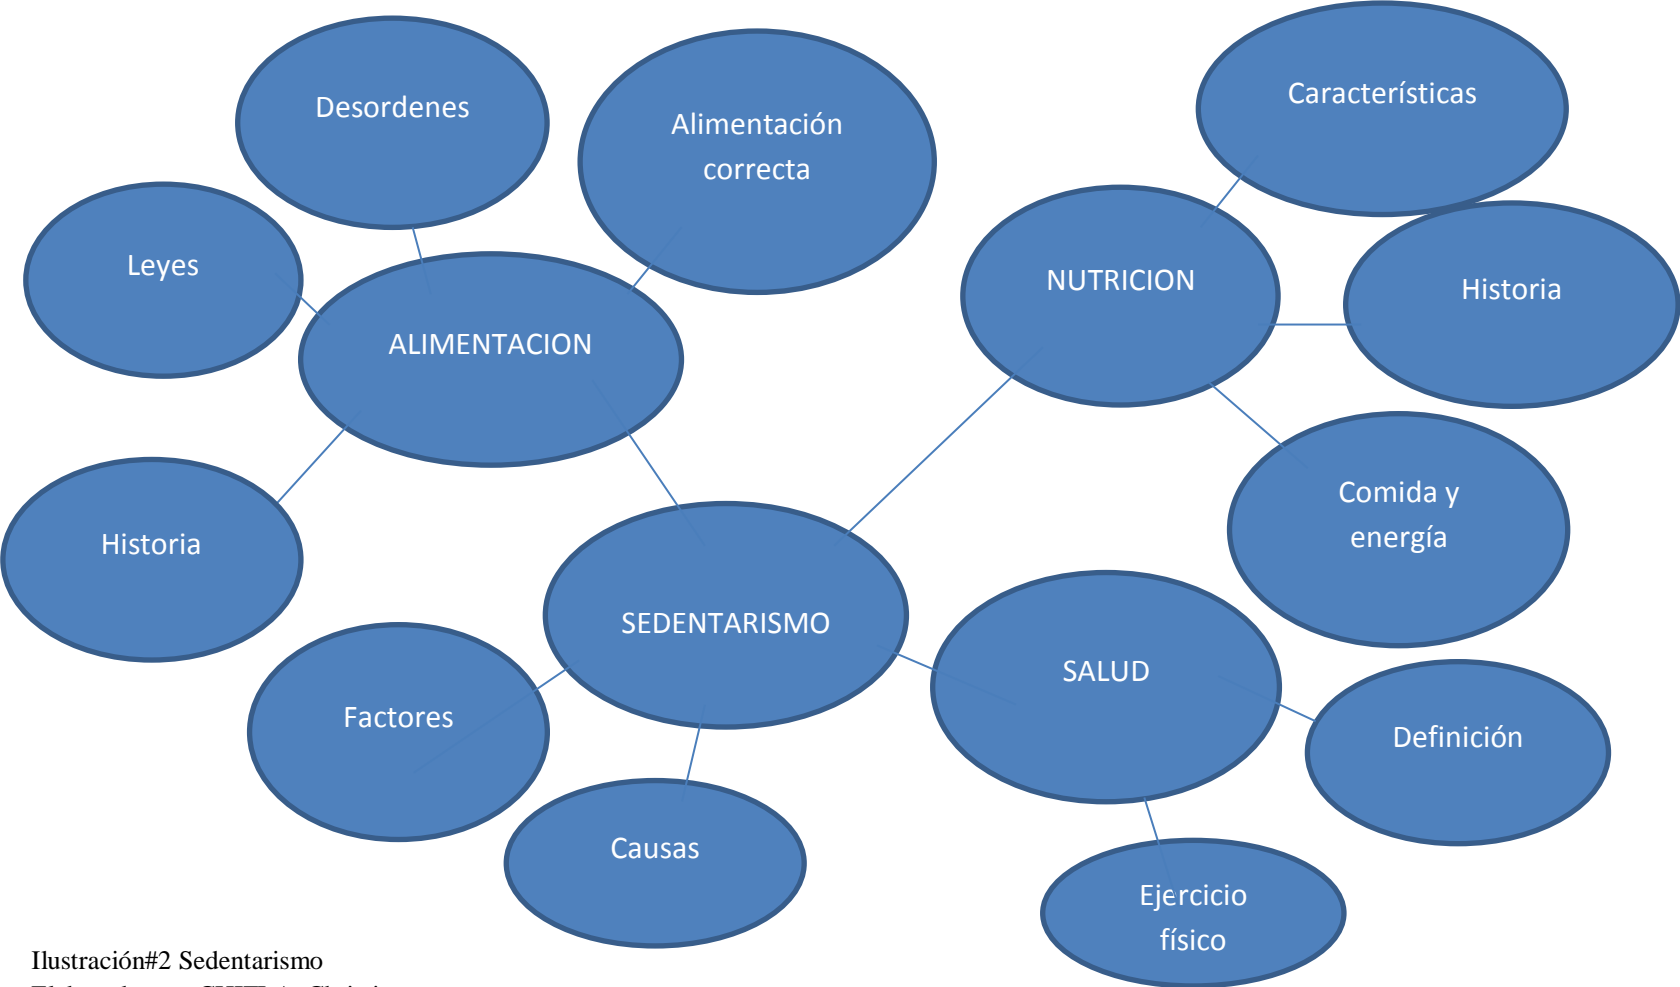 Desordenes
Alimentación
correcta
Características
Leyes
ALIMENTACION
NUTRICION
Historia
Historia
Comida y
energía
SEDENTARISMO
SALUD
Factores
Definición
Causas
Ejercicio
físico
Ilustración#2 Sedentarismo